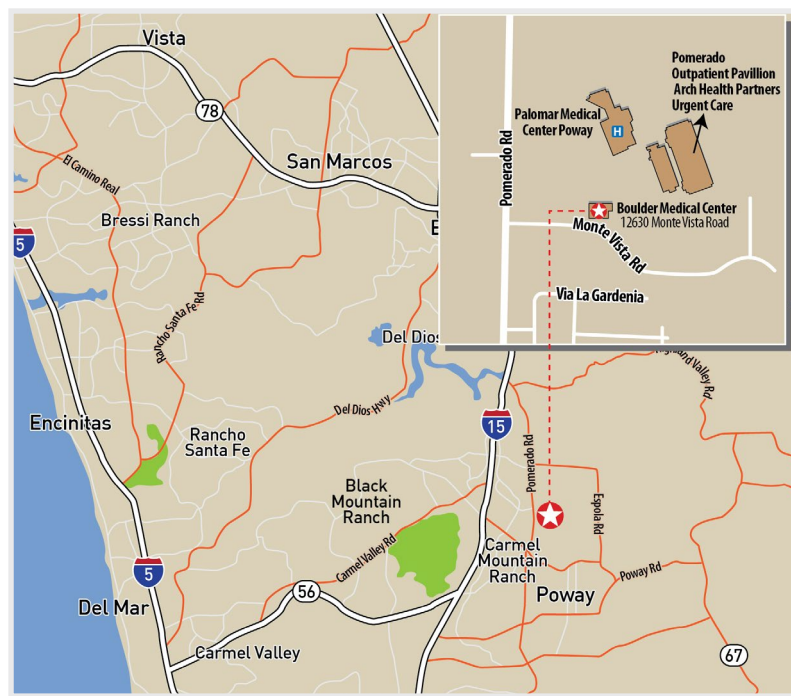 Vista
78
El Camino Real
San Marcos
Bressi Ranch
5
Rancho Santa Fe Rd
Del Dios
Encinitas
Rancho
Santa Fe
Del Dios Hwy
15
Black
Mountain
Ranch
Pomerado Rd
Espola Rd
Valley Rd
Carmel Valley Rd
Carmel
Mountain
Ranch
Poway Rd
5
56
Poway
Del Mar
Carmel Valley
67
Pomerado
Outpatient Pavilion
Arch Health Partners
Urgent Care
Palomar Medical
Center Poway
H
Pomerado Rd
Boulder Medical Center
12630 Monte Vista Road
Monte Vista Rd
Via La Gardenia